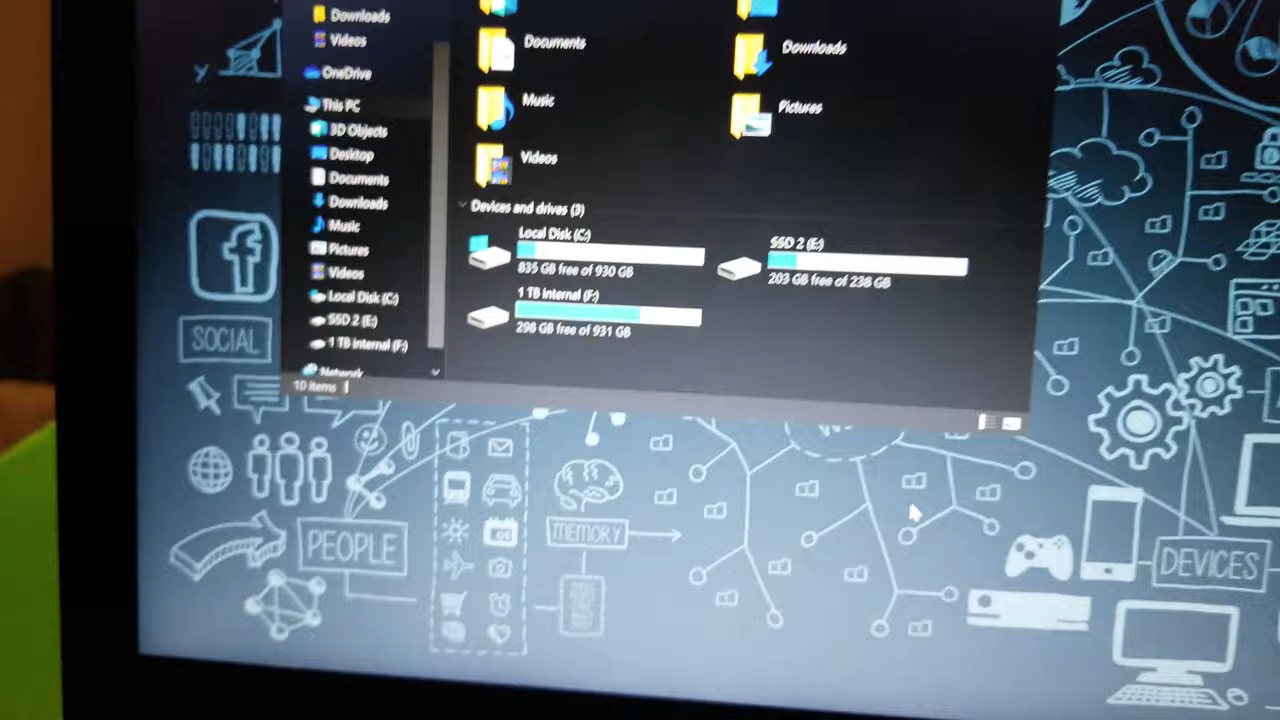 Downloads
Videos
OneDrive
This PC
3D Objects
Desktop
Documents
Downloads
Music
Pictures
Videos
Local Disk (C:)
SSD 2 (E:)
1 TB internal (F:)
Network
10 items
Documents
Downloads
Music
Pictures
Videos
Devices and drives (3)
Local Disk (C:)
835 GB free of 930 GB
SSD 2 (E:)
203 GB free of 238 GB
1 TB internal (F:)
298 GB free of 931 GB
y
f
SOCIAL
PEOPLE
MEMORY
DEVICES